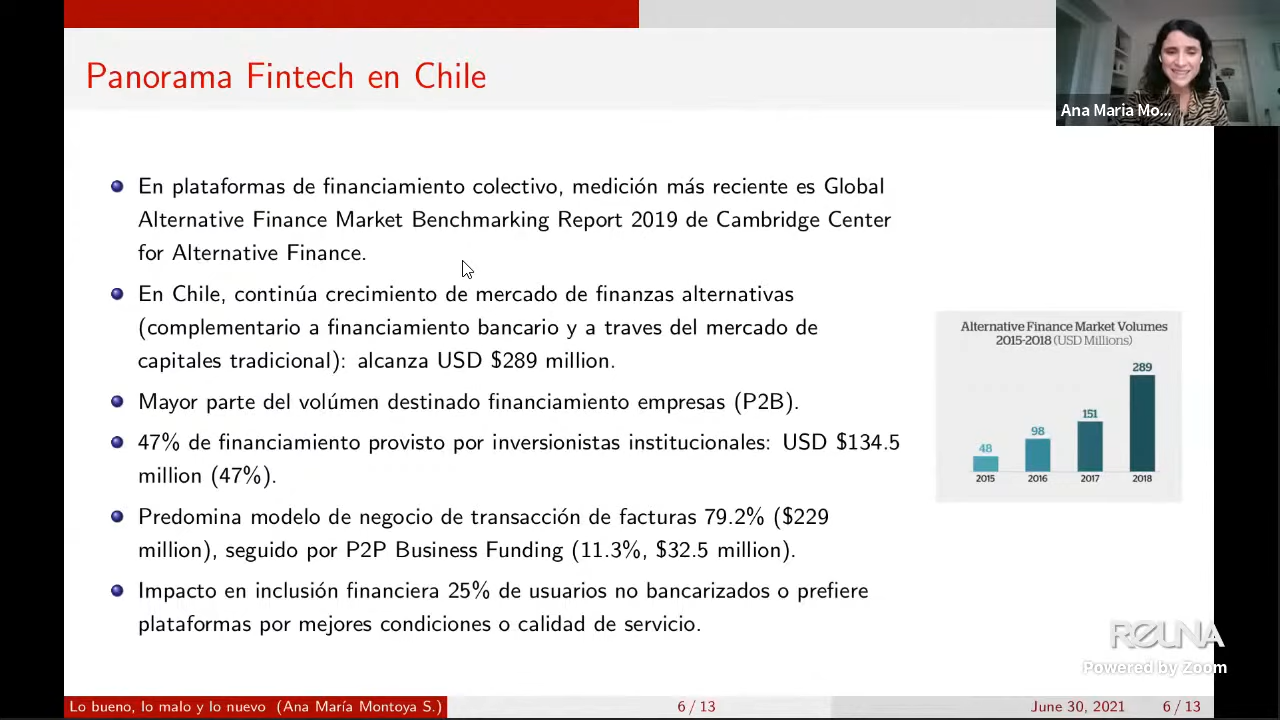 Panorama Fintech en Chile
Ana Maria Mo...
En plataformas de financiamiento colectivo, medición más reciente es Global
Alternative Finance Market Benchmarking Report 2019 de Cambridge Center
for Alternative Finance.
En Chile, continúa crecimiento de mercado de finanzas alternativas
(complementario a financiamiento bancario y a traves del mercado de
capitales tradicional): alcanza USD $289 million.
Mayor parte del volúmen destinado financiamiento empresas (P2B).
47% de financiamiento provisto por inversionistas institucionales: USD $134.5
million (47%).
Predomina modelo de negocio de transacción de facturas 79.2% ($229
million), seguido por P2P Business Funding (11.3%, $32.5 million).
Impacto en inclusión financiera 25% de usuarios no bancarizados o prefiere
plataformas por mejores condiciones o calidad de servicio.
Alternative Finance Market Volumes
2015-2018 (USD Millions)
48 98 151 289
2015 2016 2017 2018
REUNA
Powered by Zoom
Lo bueno, lo malo y lo nuevo (Ana María Montoya S.) 6 / 13 June 30, 2021 6 / 13